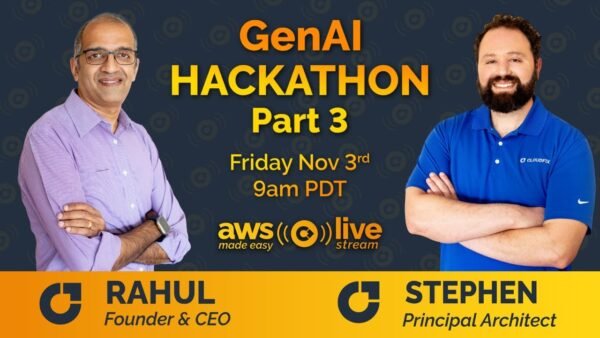 GenAI
HACKATHON
Part 3
Friday Nov 3rd
9am PDT
aws live
made easy stream
CLOUDFIX
RAHUL
Founder & CEO
STEPHEN
Principal Architect